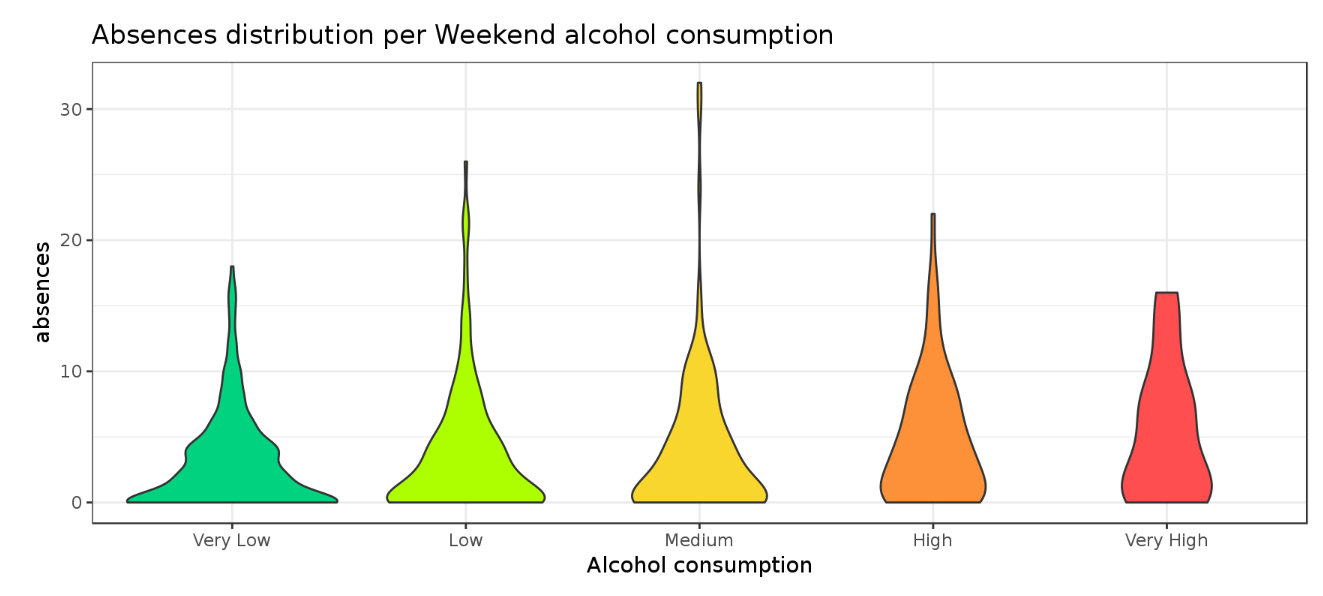 Absences distribution per Weekend alcohol consumption
absences
30
20
10
0
Very Low Low Medium High Very High
Alcohol consumption